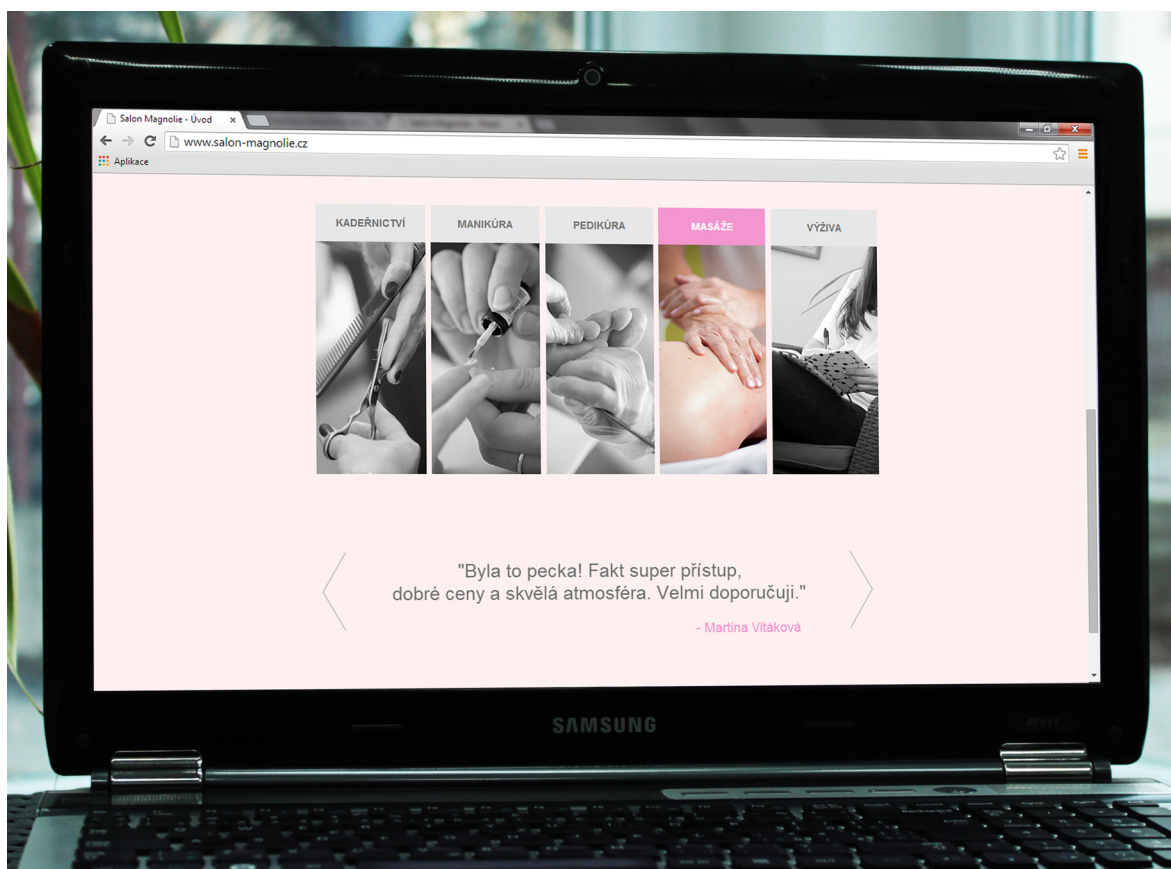 Salon Magnolie - Úvod
www.salon-magnolie.cz
Aplikace
KADEŘNICTVÍ
MANIKÚRA
PEDIKÚRA
MASÁŽE
VÝŽIVA
"Byla to pecka! Fakt super přístup,
dobré ceny a skvělá atmosféra. Velmi doporučuji."
- Martina Vitáková
SAMSUNG
RF511